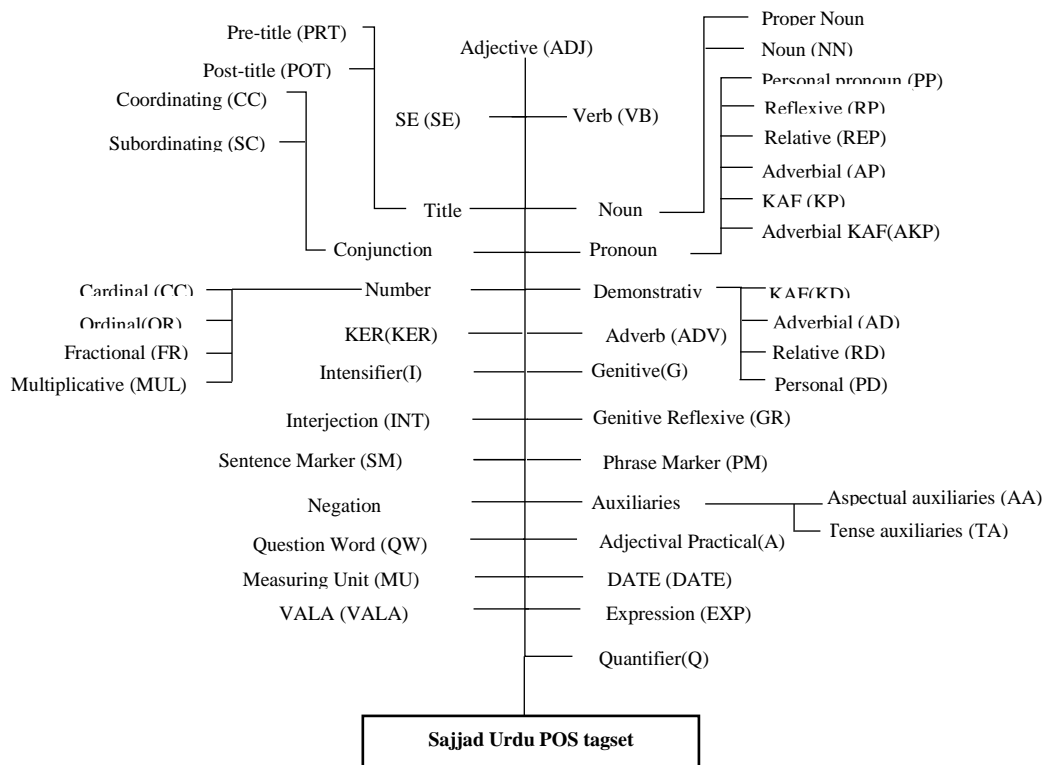 Proper Noun
Pre-title (PRT)
Adjective (ADJ)
Noun (NN)
Post-title (POT)
Personal pronoun (PP)
Coordinating (CC)
Reflexive (RP)
SE (SE)
Verb (VB)
Subordinating (SC)
Relative (REP)
Adverbial (AP)
KAF (KP)
Title
Noun
Adverbial KAF(AKP)
Conjunction
Pronoun
Cardinal (CC)
Number
Demonstrativ
KAF(KD)
Ordinal(OR)
Adverbial (AD)
KER(KER)
Adverb (ADV)
Fractional (FR)
Relative (RD)
Multiplicative (MUL)
Intensifier(I)
Genitive(G)
Personal (PD)
Interjection (INT)
Genitive Reflexive (GR)
Sentence Marker (SM)
Phrase Marker (PM)
Negation
Auxiliaries
Aspectual auxiliaries (AA)
Tense auxiliaries (TA)
Question Word (QW)
Adjectival Practical(A)
Measuring Unit (MU)
DATE (DATE)
VALA (VALA)
Expression (EXP)
Quantifier(Q)
Sajjad Urdu POS tagset